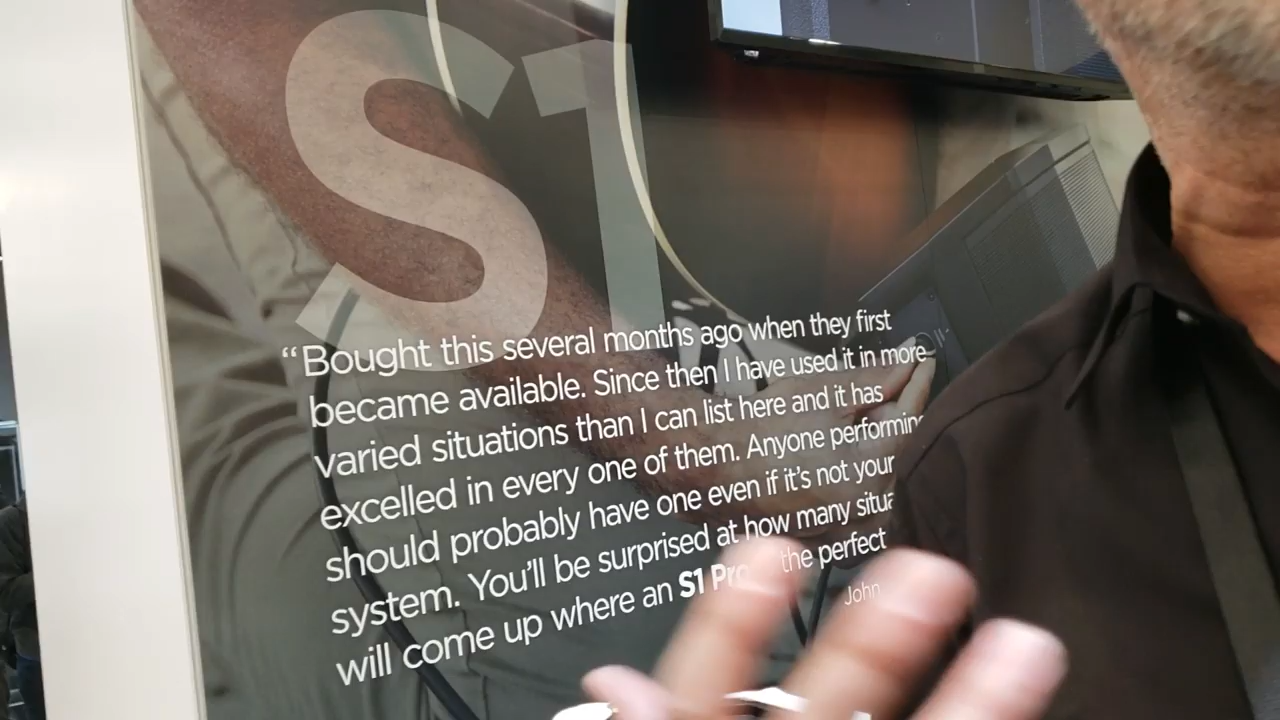 S1
“Bought this several months ago when they first
became available. Since then I have used it in more
varied situations than I can list here and it has
excelled in every one of them. Anyone
should probably have one even if it’s not your
system. You’ll be surprised at how many
will come up where an S1 the perfect
John